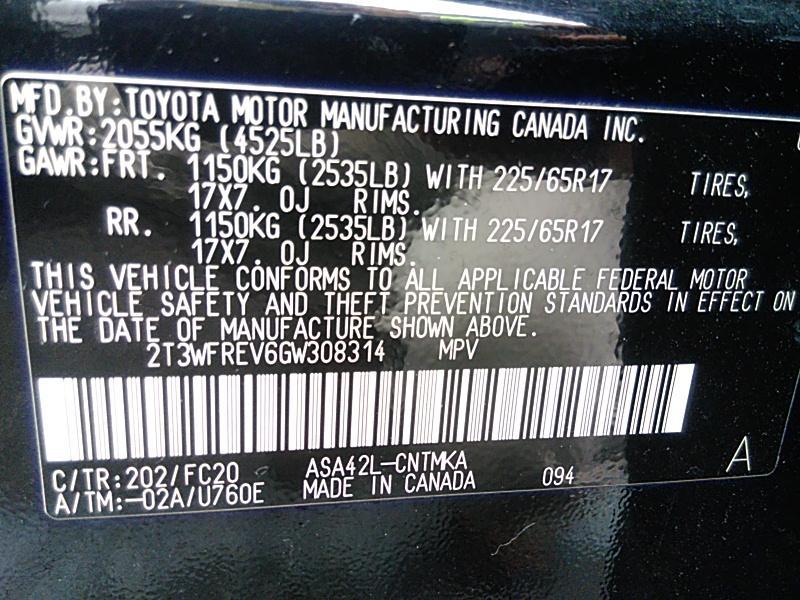 MFD.BY:TOYOTA MOTOR MANUFACTURING CANADA INC.
GVWR:2055KG (4525LB)
GAWR:FRT. 1150KG (2535LB) WITH 225/65R17 TIRES,
17X7. 0J RIMS.
RR. 1150KG (2535LB) WITH 225/65R17 TIRES,
17X7. 0J RIMS.
THIS VEHICLE CONFORMS TO ALL APPLICABLE FEDERAL MOTOR
VEHICLE SAFETY AND THEFT PREVENTION STANDARDS IN EFFECT ON
THE DATE OF MANUFACTURE SHOWN ABOVE.
2T3WFREV6GW308314 MPV
C/TR:202/FC20 ASA42L-CNTMKA 094 A
A/TM:-02A/U760E MADE IN CANADA